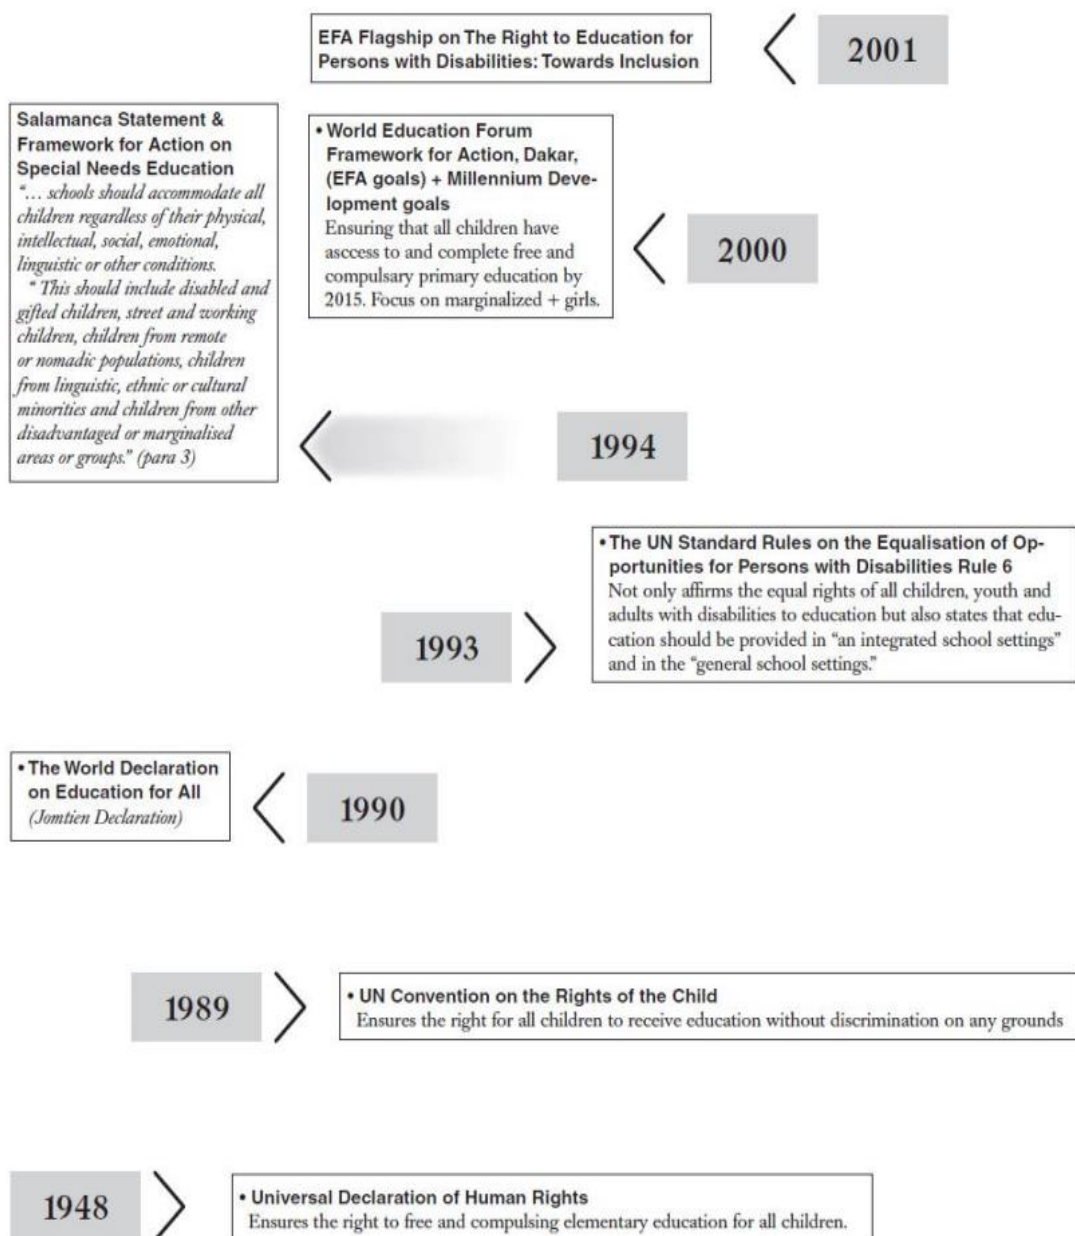 EFA Flagship on The Right to Education for
Persons with Disabilities: Towards Inclusion
2001
Salamanca Statement &
Framework for Action on
Special Needs Education
"… schools should accommodate all
children regardless of their physical,
intellectual, social, emotional,
linguistic or other conditions.
" This should include disabled and
gifted children, street and working
children, children from remote
or nomadic populations, children
from linguistic, ethnic or cultural
minorities and children from other
disadvantaged or marginalised
areas or groups." (para 3)
• World Education Forum
Framework for Action, Dakar,
(EFA goals) + Millennium Deve-
lopment goals
Ensuring that all children have
asccess to and complete free and
compulsary primary education by
2015. Focus on marginalized + girls.
2000
1994
• The UN Standard Rules on the Equalisation of Op-
portunities for Persons with Disabilities Rule 6
Not only affirms the equal rights of all children, youth and
adults with disabilities to education but also states that edu-
cation should be provided in "an integrated school settings"
and in the "general school settings."
1993
• The World Declaration
on Education for All
(Jomtien Declaration)
1990
1989
• UN Convention on the Rights of the Child
Ensures the right for all children to receive education without discrimination on any grounds
1948
• Universal Declaration of Human Rights
Ensures the right to free and compulsing elementary education for all children.